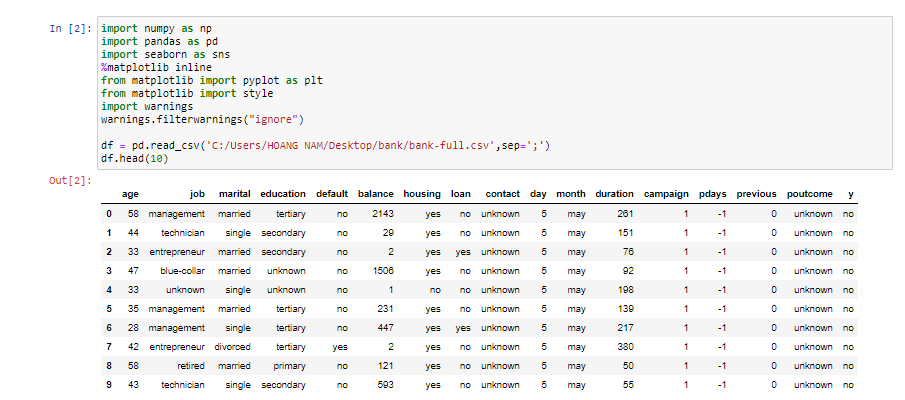 In [2]: import numpy as np
import pandas as pd
import seaborn as sns
%matplotlib inline
from matplotlib import pyplot as plt
from matplotlib import style
import warnings
warnings.filterwarnings("ignore")
df = pd.read_csv('C:/Users/HOANG NAM/Desktop/bank/bank-full.csv',sep=';')
df.head(10)
Out[2]:
age job marital education default balance housing loan contact day month duration campaign pdays previous poutcome y
0 58 management married tertiary no 2143 yes no unknown 5 may 261 1 -1 0 unknown no
1 44 technician single secondary no 29 yes no unknown 5 may 151 1 -1 0 unknown no
2 33 entrepreneur married secondary no 2 yes yes unknown 5 may 76 1 -1 0 unknown no
3 47 blue-collar married unknown no 1506 yes no unknown 5 may 92 1 -1 0 unknown no
4 33 unknown single unknown no 1 no no unknown 5 may 198 1 -1 0 unknown no
5 35 management married tertiary no 231 yes no unknown 5 may 139 1 -1 0 unknown no
6 28 management single tertiary no 447 yes yes unknown 5 may 217 1 -1 0 unknown no
7 42 entrepreneur divorced tertiary yes 2 yes no unknown 5 may 380 1 -1 0 unknown no
8 58 retired married primary no 121 yes no unknown 5 may 50 1 -1 0 unknown no
9 43 technician single secondary no 593 yes no unknown 5 may 55 1 -1 0 unknown no